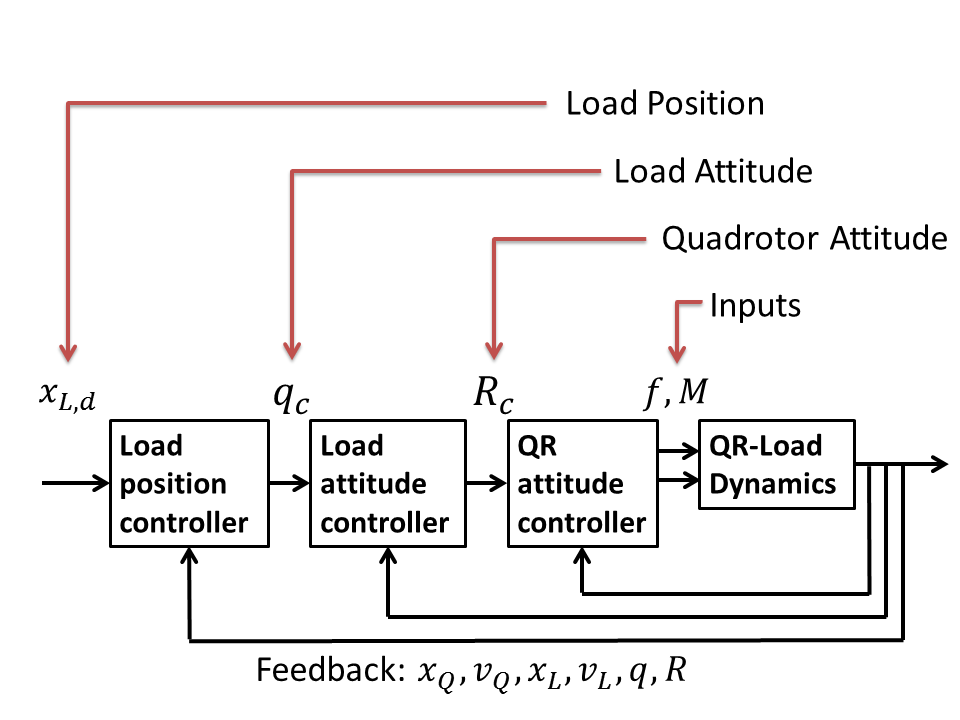 Load Position
Load Attitude
Quadrotor Attitude
Inputs
x_{L,d}
q_c
R_c
f, M
Load
position
controller
Load
attitude
controller
QR
attitude
controller
QR-Load
Dynamics
Feedback: x_Q, v_Q, x_L, v_L, q, R